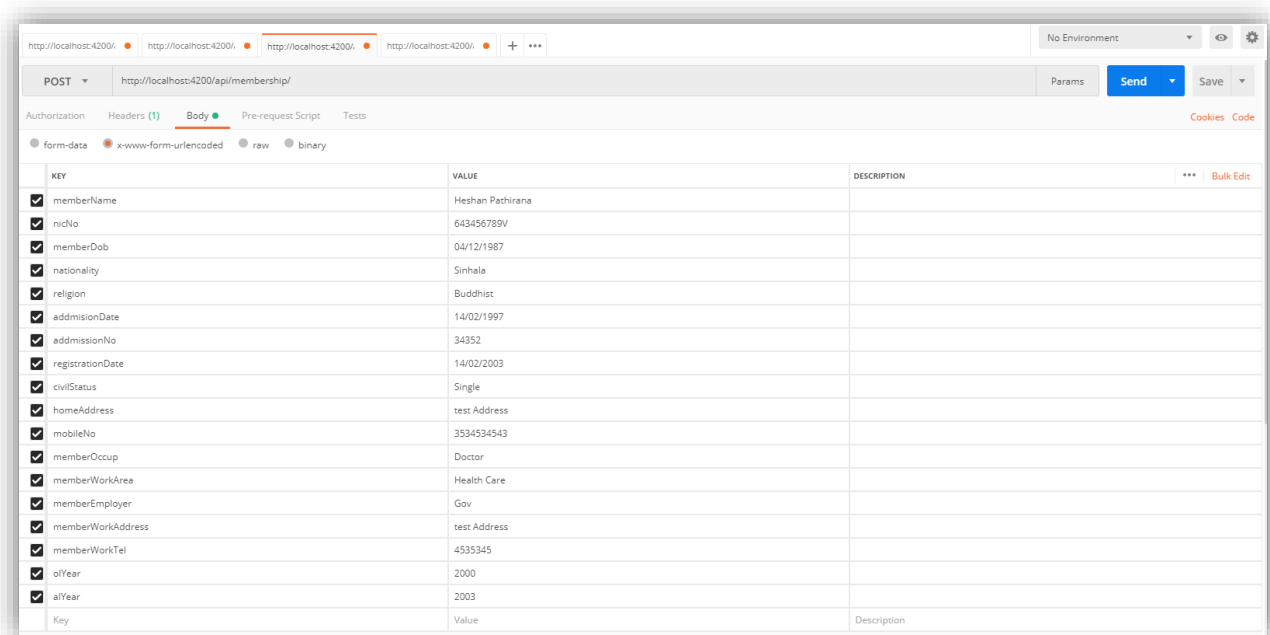 http://localhost:4200/. http://localhost:4200/. http://localhost:4200/. http://localhost:4200/. + ••• No Environment
POST http://localhost:4200/api/membership/ Params Send Save
Authorization Headers (1) Body Pre-request Script Tests Cookies Code
form-data x-www-form-urlencoded raw binary
KEY VALUE DESCRIPTION ••• Bulk Edit
memberName Heshan Pathirana
nicNo 643456789V
memberDob 04/12/1987
nationality Sinhala
religion Buddhist
addmisionDate 14/02/1997
addmissionNo 34352
registrationDate 14/02/2003
civilStatus Single
homeAddress test Address
mobileNo 3534534543
memberOccup Doctor
memberWorkArea Health Care
memberEmployer Gov
memberWorkAddress test Address
memberWorkTel 4535345
olYear 2000
alYear 2003
Key Value Description